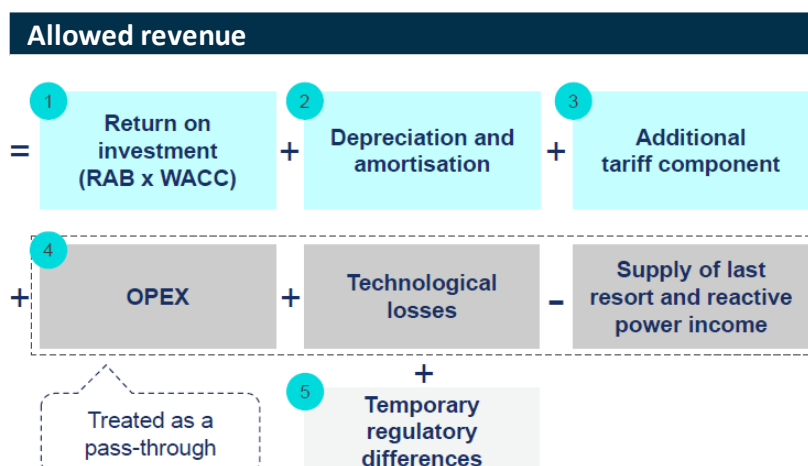 Allowed revenue
1
2
3
= Return on
investment
(RAB x WACC)
+ Depreciation and
amortisation
+ Additional
tariff component
4
+ OPEX
+ Technological
losses
- Supply of last
resort and reactive
power income
Treated as a
pass-through
+
5
Temporary
regulatory
differences